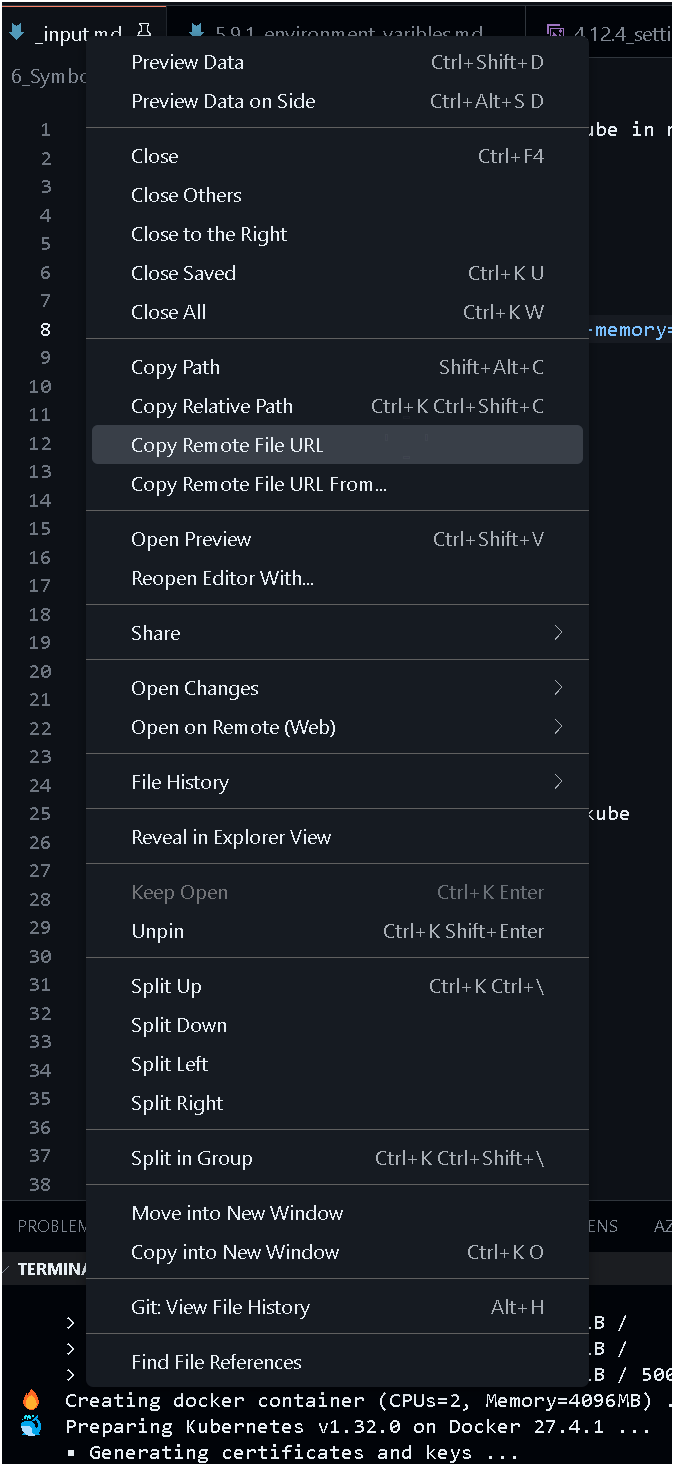 _input.md 5.9.1_environment_varibles.md 4.12.4_setti
6_Symbo
Preview Data Ctrl+Shift+D
Preview Data on Side Ctrl+Alt+S D
1 ube in
2
Close Ctrl+F4
3
Close Others
4
Close to the Right
5
6
Close Saved Ctrl+K U
7
Close All Ctrl+K W
8 -memory=
9
Copy Path Shift+Alt+C
10
Copy Relative Path Ctrl+K Ctrl+Shift+C
11
12
Copy Remote File URL
13
Copy Remote File URL From...
14
15
Open Preview Ctrl+Shift+V
16
Reopen Editor With...
17
18
Share
19
20
Open Changes
21
22
Open on Remote (Web)
23
File History
24
25 kube
Reveal in Explorer View
26
27
Keep Open Ctrl+K Enter
28
29
Unpin Ctrl+K Shift+Enter
30
31
Split Up Ctrl+K Ctrl+\
32
Split Down
33
Split Left
34
35
Split Right
36
37
Split in Group Ctrl+K Ctrl+Shift+\
38
Move into New Window
PROBLEM ENS AZ
Copy into New Window Ctrl+K O
TERMINA
Git: View File History Alt+H
> B /
> B /
Find File References
> B / 500
Creating docker container (CPUs=2, Memory=4096MB) .
Preparing Kubernetes v1.32.0 on Docker 27.4.1 ...
▪ Generating certificates and keys ...